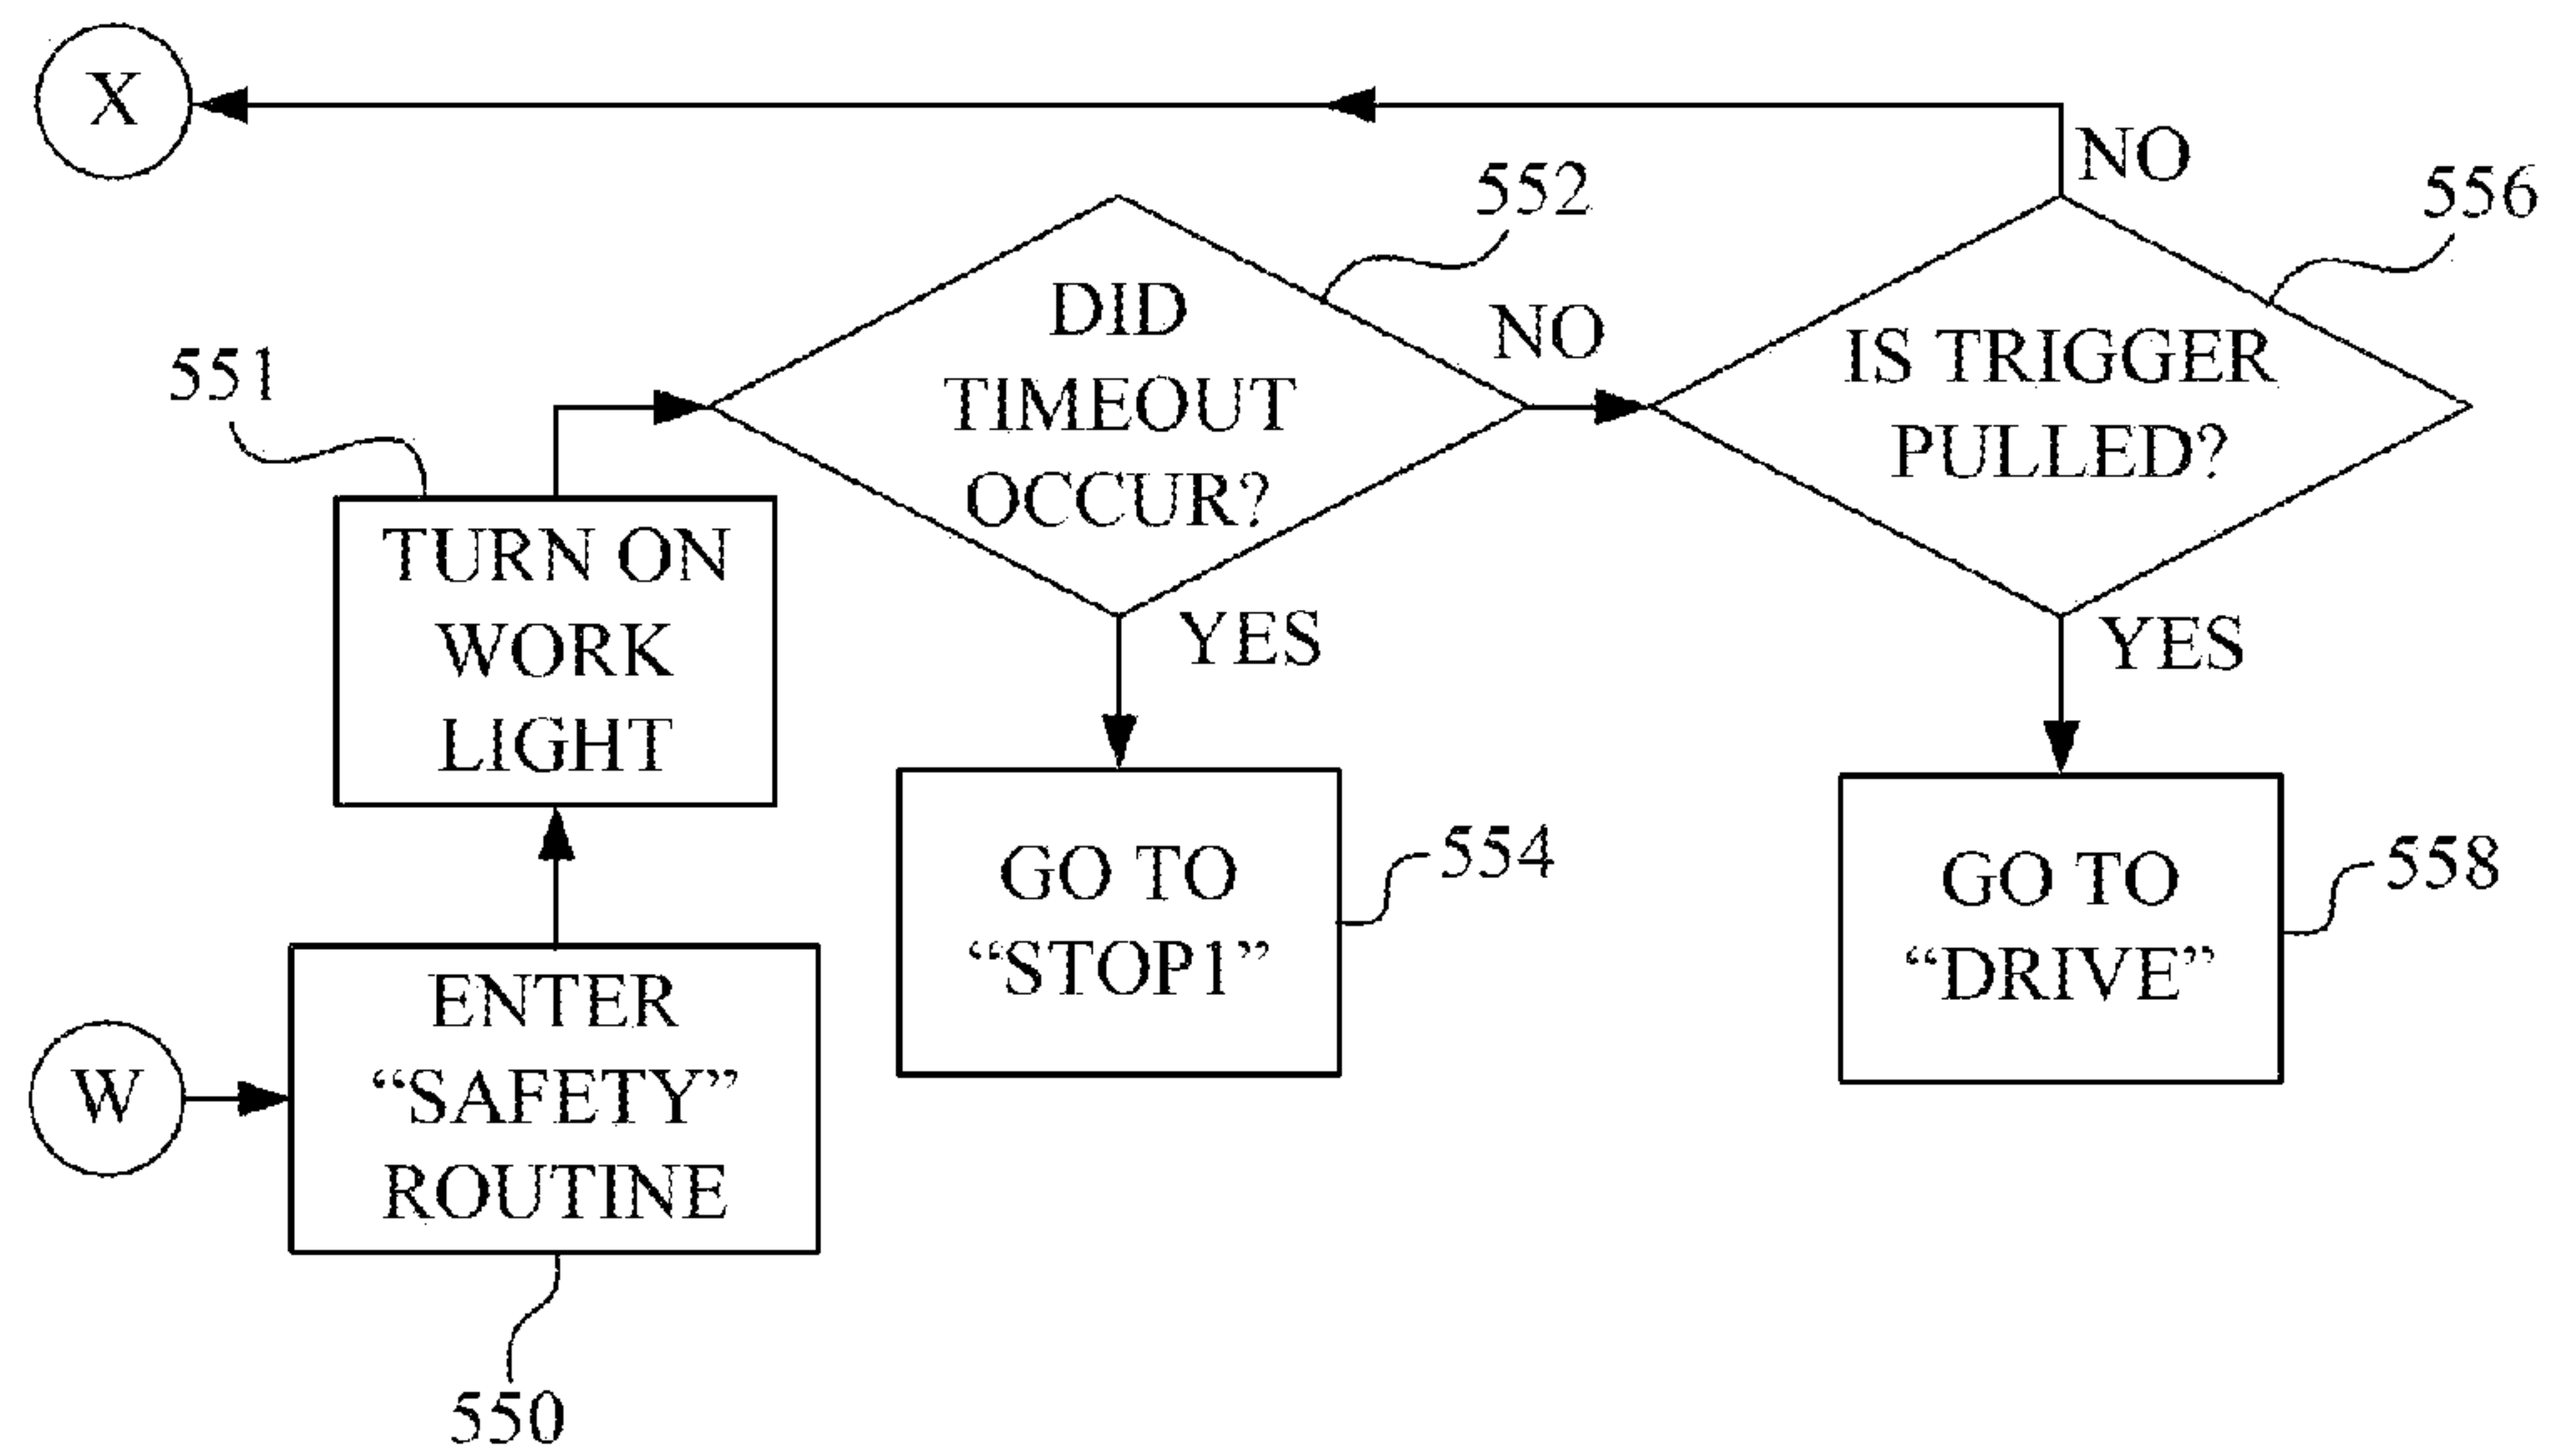 X
NO
552
556
DID
TIMEOUT
OCCUR?
NO
IS TRIGGER
PULLED?
551
TURN ON
WORK
LIGHT
YES
YES
GO TO
“STOP1”
554
GO TO
“DRIVE”
558
W
ENTER
“SAFETY”
ROUTINE
550